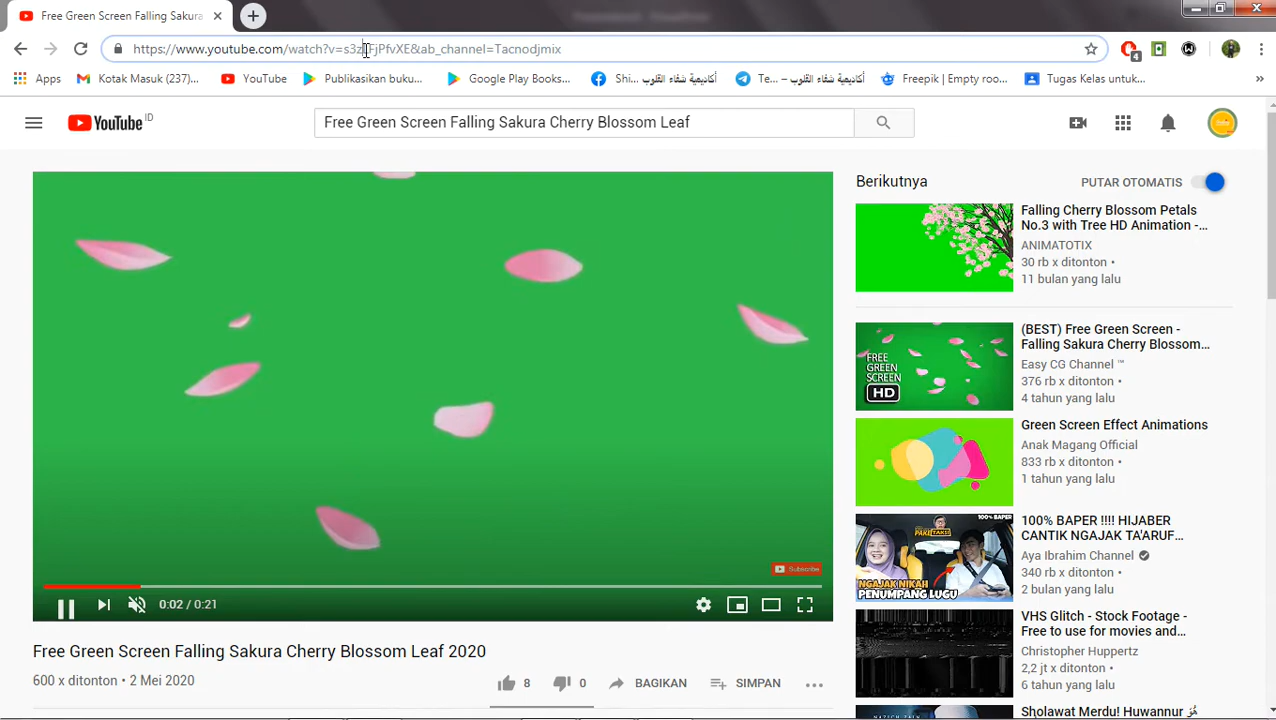 Free Green Screen Falling Sakura
https://www.youtube.com/watch?v=s3z
FjPfvXE&ab_channel=Tacnodjmix
4
Apps
Kotak Masuk (237)...
YouTube
Publikasikan buku...
Google Play Books...
Shi... أكاديمية شفاء القلوب
Te... – أكاديمية شفاء القلوب
Freepik | Empty roo...
Tugas Kelas untuk...
»
YouTube ID
Free Green Screen Falling Sakura Cherry Blossom Leaf
Subscribe
0:02 / 0:21
Free Green Screen Falling Sakura Cherry Blossom Leaf 2020
600 x ditonton • 2 Mei 2020
8
0
BAGIKAN
SIMPAN
Berikutnya
PUTAR OTOMATIS
Falling Cherry Blossom Petals
No.3 with Tree HD Animation -...
ANIMATOTIX
30 rb x ditonton •
11 bulan yang lalu
FREE
GREEN
SCREEN
HD
(BEST) Free Green Screen -
Falling Sakura Cherry Blossom...
Easy CG Channel ™
376 rb x ditonton •
4 tahun yang lalu
Green Screen Effect Animations
Anak Magang Official
833 rb x ditonton •
1 tahun yang lalu
100% BAPER
NGAJAK NIKAH
PENUMPANG LUGU
100% BAPER !!!! HIJABER
CANTIK NGAJAK TA'ARUF...
Aya Ibrahim Channel
340 rb x ditonton •
2 bulan yang lalu
VHS Glitch - Stock Footage -
Free to use for movies and...
Christopher Huppertz
2,2 jt x ditonton •
6 tahun yang lalu
Sholawat Merdu! Huwannur